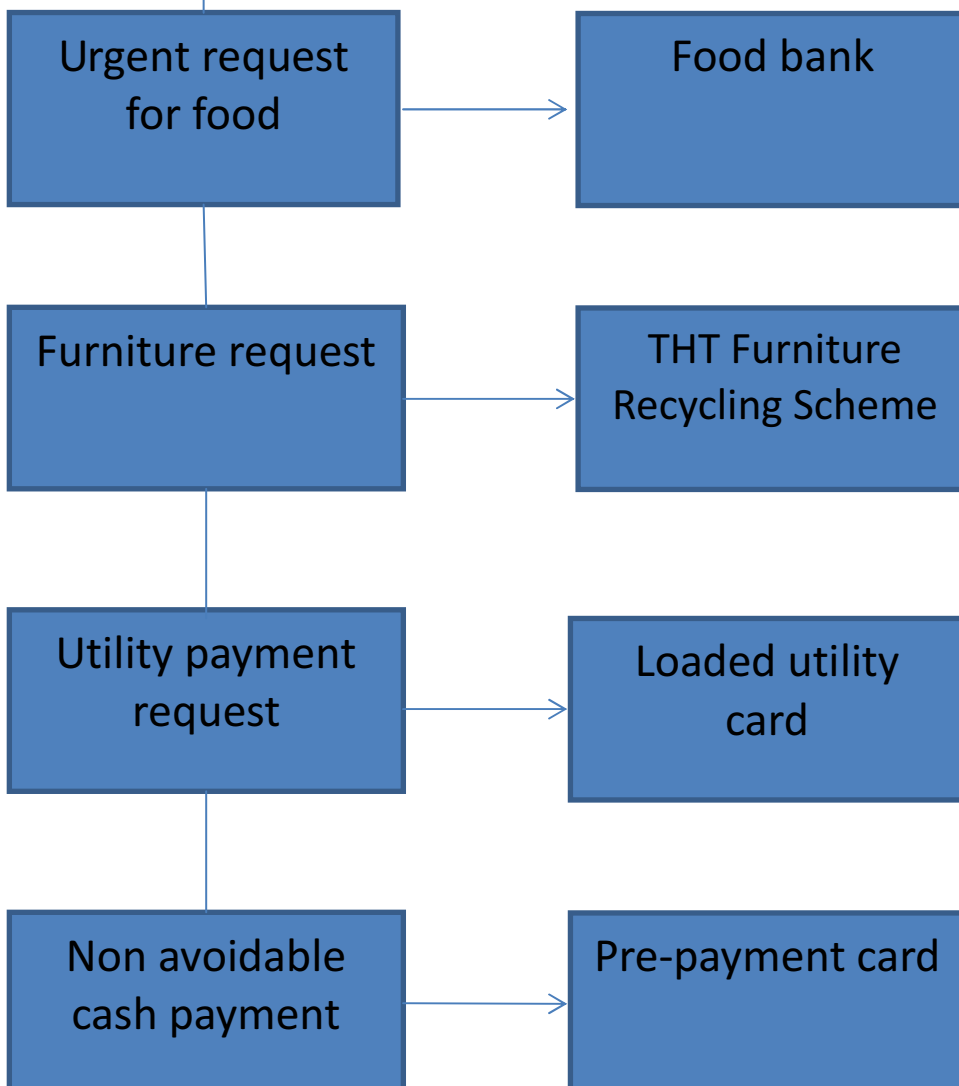 Urgent request
for food
Food bank
Furniture request
THT Furniture
Recycling Scheme
Utility payment
request
Loaded utility
card
Non avoidable
cash payment
Pre-payment card